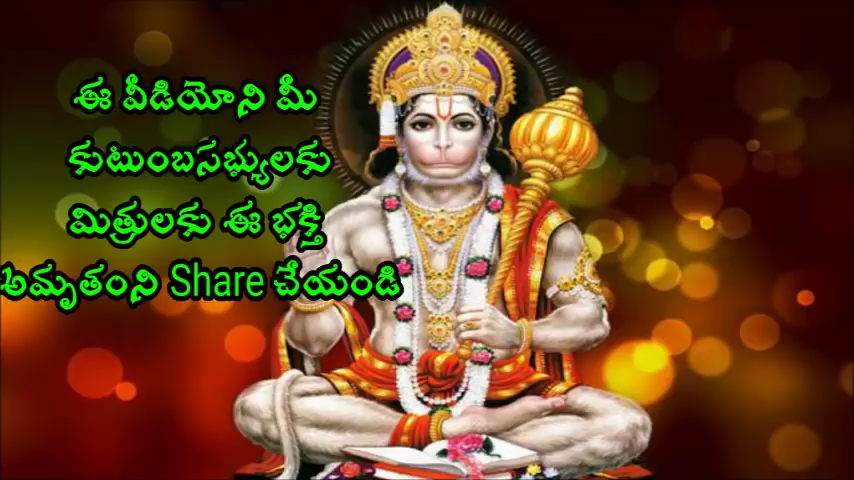 ఈ వీడియోని మీ
కుటుంబసభ్యులకు
మిత్రులకు ఈ భక్తి
అమృతంని Share చేయండి